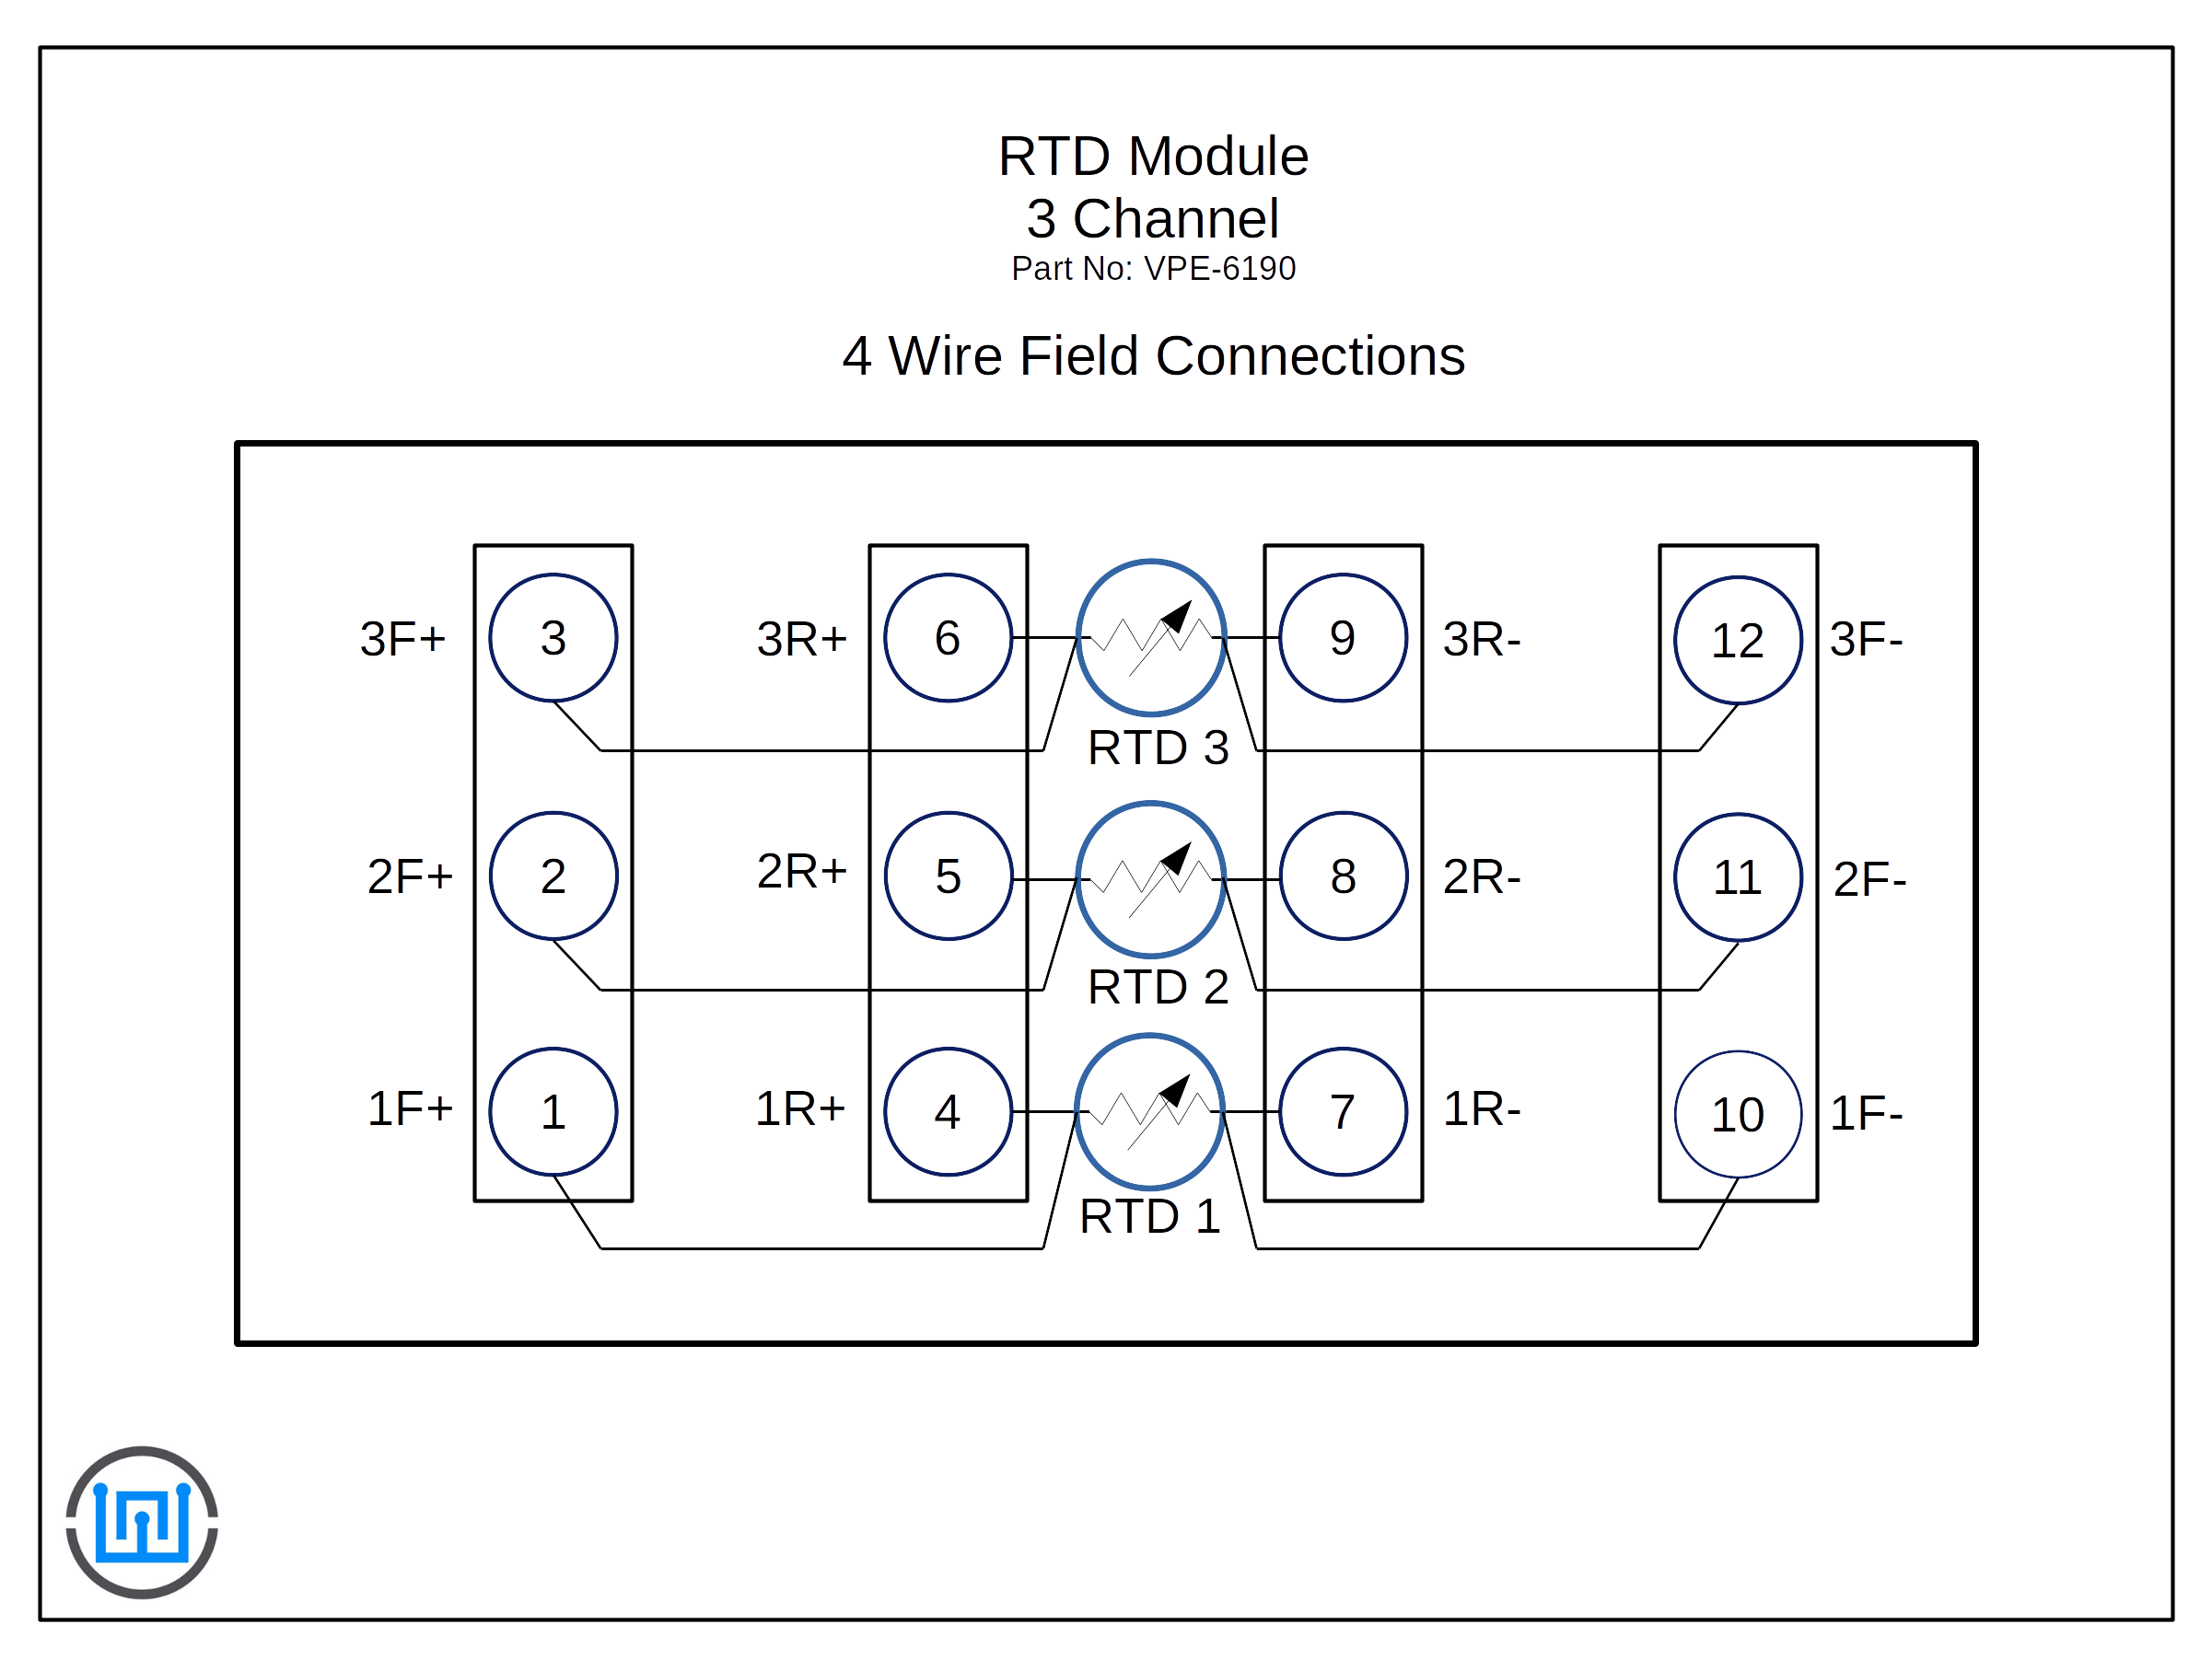 RTD Module
3 Channel
Part No: VPE-6190
4 Wire Field Connections
3F+ 3 3R+ 6 9 3R- 12 3F-
RTD 3
2F+ 2 2R+ 5 8 2R- 11 2F-
RTD 2
1F+ 1 1R+ 4 7 1R- 10 1F-
RTD 1